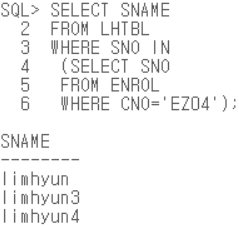 SQL> SELECT SNAME
2 FROM LHTBL
3 WHERE SNO IN
4 (SELECT SNO
5 FROM ENROL
6 WHERE CNO='EZ04');
SNAME
--------
limhyun
limhyun3
limhyun4